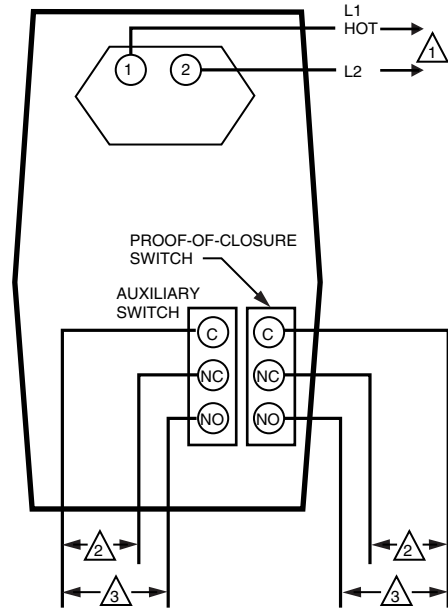 L1
HOT
1
1 2
L2
PROOF-OF-CLOSURE
SWITCH
AUXILIARY
SWITCH
C C
NC NC
NO NO
2 2
3 3